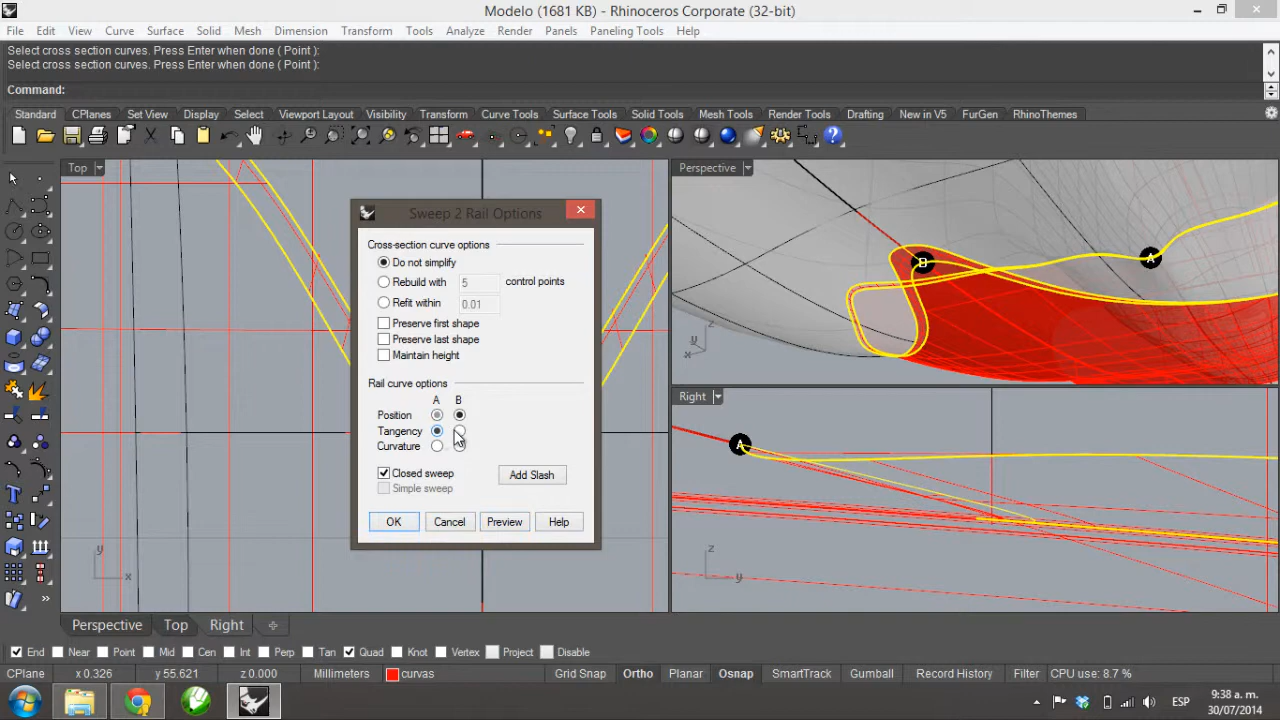 Modelo (1681 KB) - Rhinoceros Corporate (32-bit)
File Edit View Curve Surface Solid Mesh Dimension Transform Tools Analyze Render Panels Paneling Tools Help
Select cross section curves. Press Enter when done ( Point ):
Select cross section curves. Press Enter when done ( Point ):
Command:
Standard CPlanes Set View Display Select Viewport Layout Visibility Transform Curve Tools Surface Tools Solid Tools Mesh Tools Render Tools Drafting New in V5 FurGen RhinoThemes
Top
Perspective
Sweep 2 Rail Options
Cross-section curve options
Do not simplify
Rebuild with 5 control points
Refit within 0.01
Preserve first shape
Preserve last shape
Maintain height
Rail curve options
A B
Position
Tangency
Curvature
Closed sweep
Simple sweep
Add Slash
OK Cancel Preview Help
B
A
z
y
x
Right
A
z
y
y
x
Perspective Top Right
End Near Point Mid Cen Int Perp Tan Quad Knot Vertex Project Disable
CPlane x 0.326 y 55.621 z 0.000 Millimeters curvas Grid Snap Ortho Planar Osnap SmartTrack Gumball Record History Filter CPU use: 8.7 %
ESP
9:38 a. m.
30/07/2014